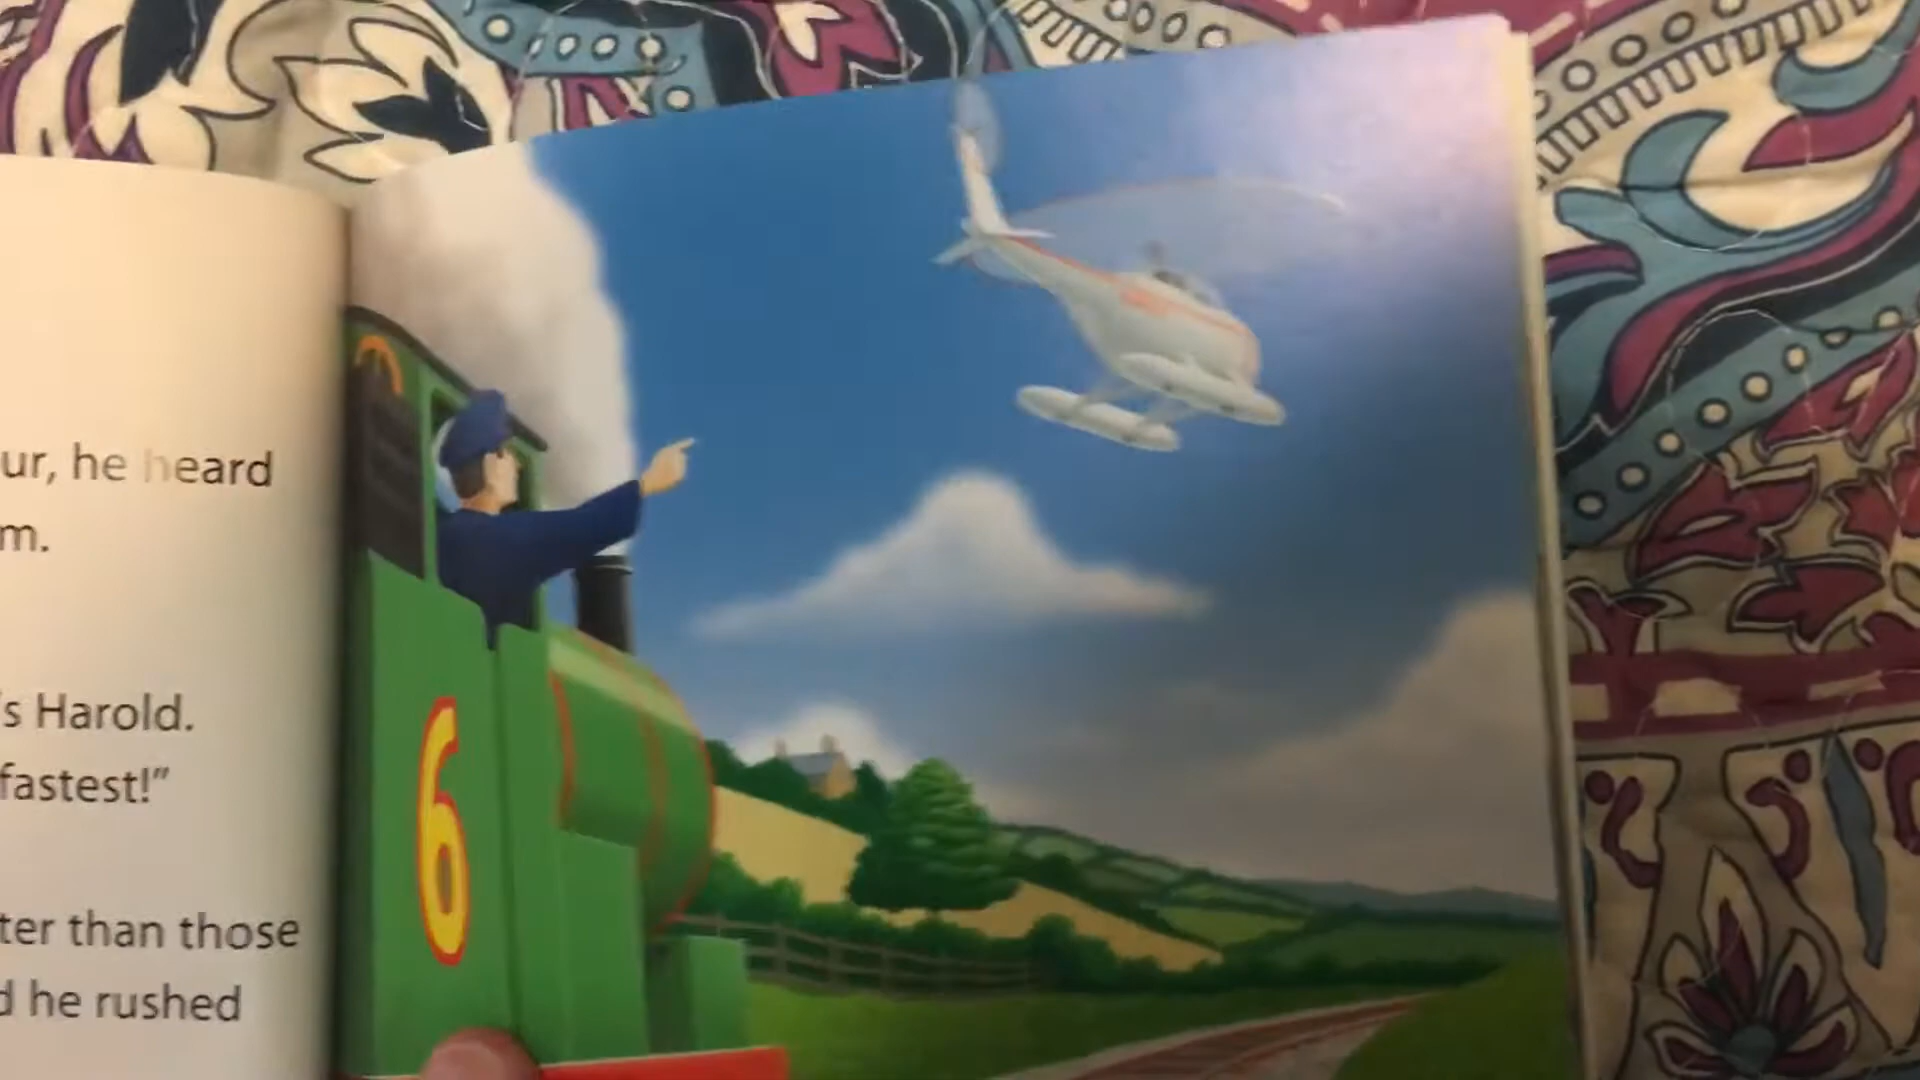 ur, he heard
m.
's Harold.
fastest!”
ter than those
d he rushed
6